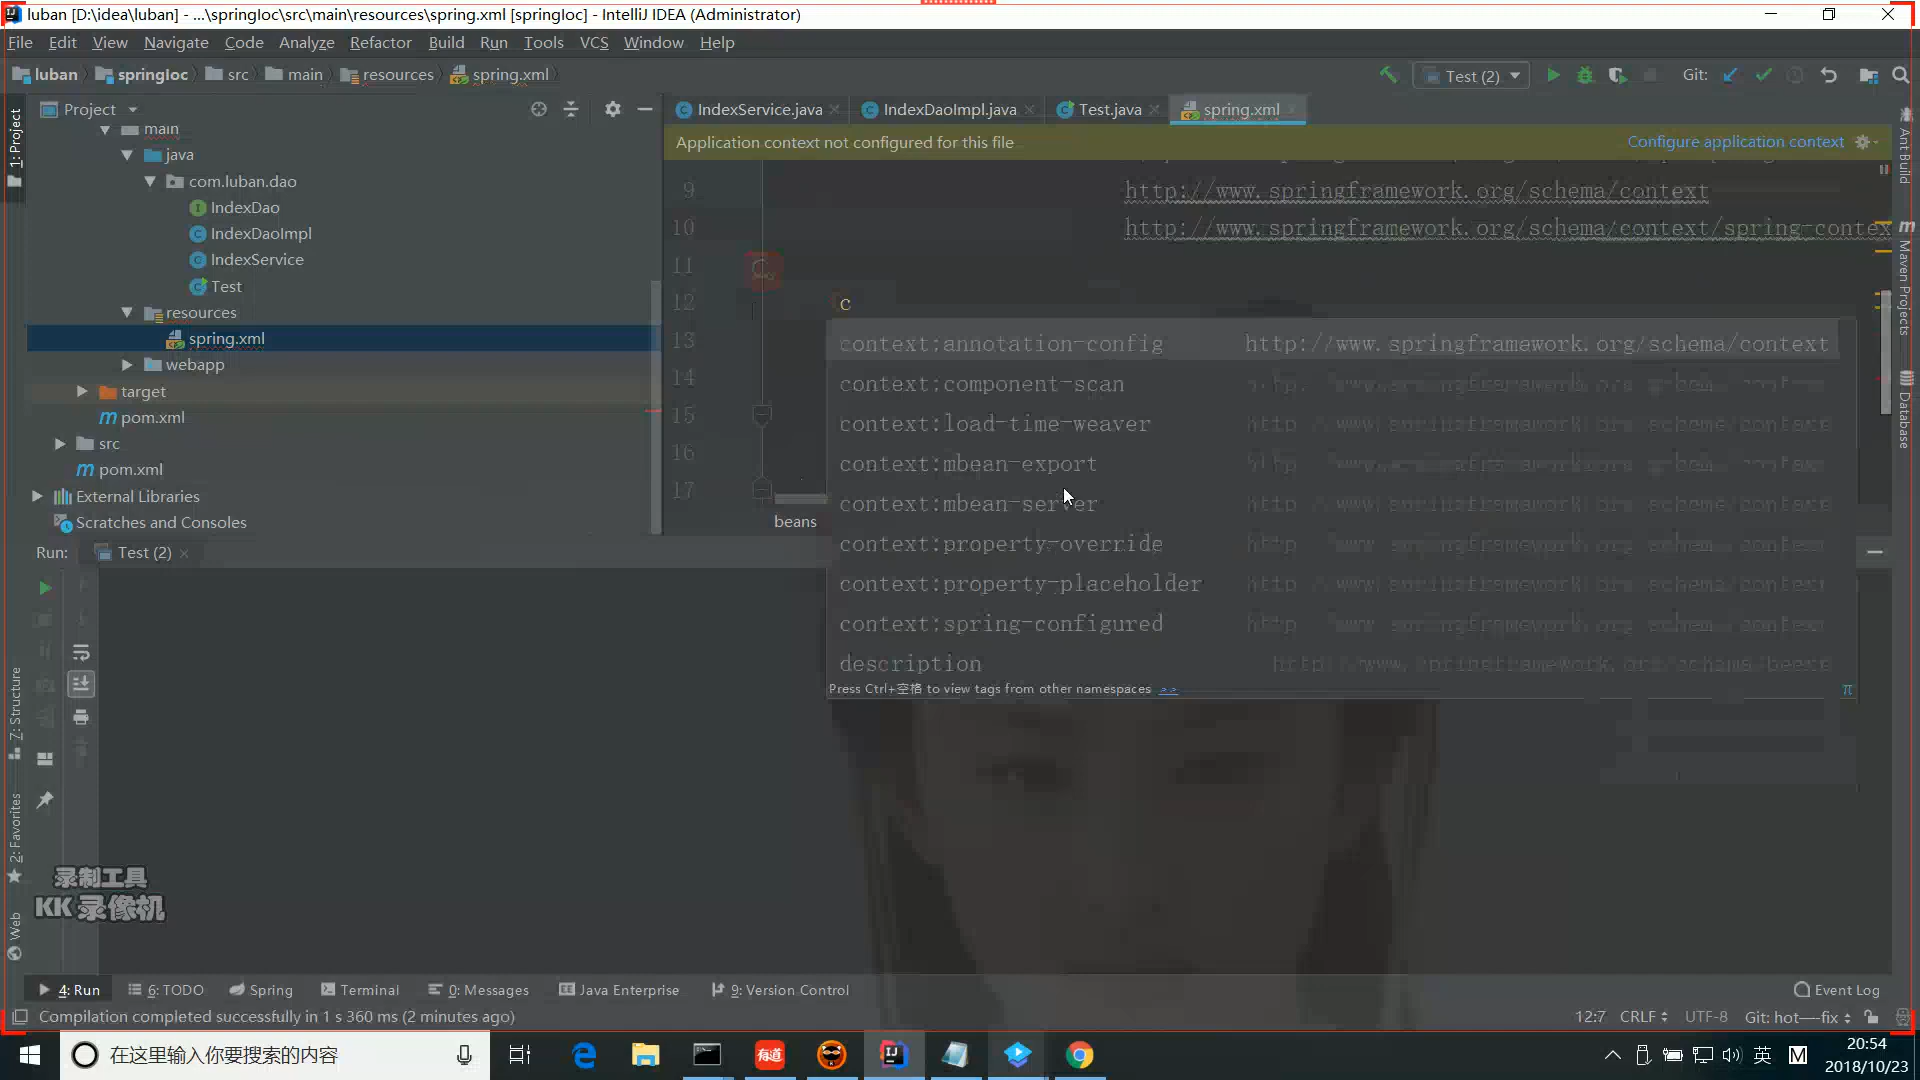 luban [D:\idea\luban] - ...\springIoc\src\main\resources\spring.xml [springIoc] - IntelliJ IDEA (Administrator)
File Edit View Navigate Code Analyze Refactor Build Run Tools VCS Window Help
luban springIoc src main resources spring.xml
Test (2) Git:
1: Project
Project
IndexService.java IndexDaoImpl.java Test.java spring.xml
Application context not configured for this file
Configure application context
main
java
com.luban.dao
IndexDao
IndexDaoImpl
IndexService
Test
resources
spring.xml
webapp
target
pom.xml
src
pom.xml
External Libraries
Scratches and Consoles
9 http://www.springframework.org/schema/context
10 http://www.springframework.org/schema/context/spring-contex
11
12 c
13
14
15
16
17
context:annotation-config http://www.springframework.org/schema/context
context:component-scan
context:load-time-weaver
context:mbean-export
context:mbean-server
context:property-override
context:property-placeholder
context:spring-configured
description
Press Ctrl+空格 to view tags from other namespaces >>
π
beans
Ant Build
Maven Projects
Database
Run: Test (2)
7: Structure
2: Favorites
Web
录制工具
KK 录像机
4: Run 6: TODO Spring Terminal 0: Messages Java Enterprise 9: Version Control Event Log
Compilation completed successfully in 1 s 360 ms (2 minutes ago)
12:7 CRLF UTF-8 Git: hot—-fix
在这里输入你要搜索的内容
有道
英 M
20:54
2018/10/23